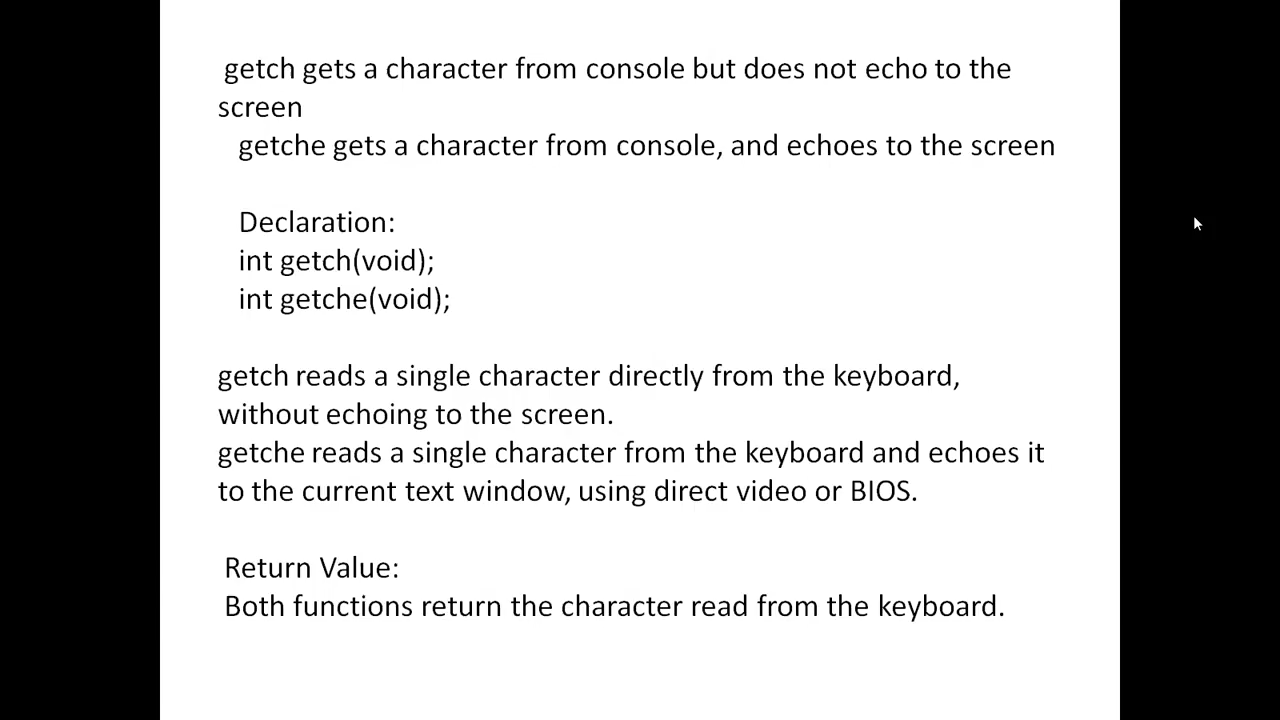 getch gets a character from console but does not echo to the
screen
getche gets a character from console, and echoes to the screen
Declaration:
int getch(void);
int getche(void);
getch reads a single character directly from the keyboard,
without echoing to the screen.
getche reads a single character from the keyboard and echoes it
to the current text window, using direct video or BIOS.
Return Value:
Both functions return the character read from the keyboard.